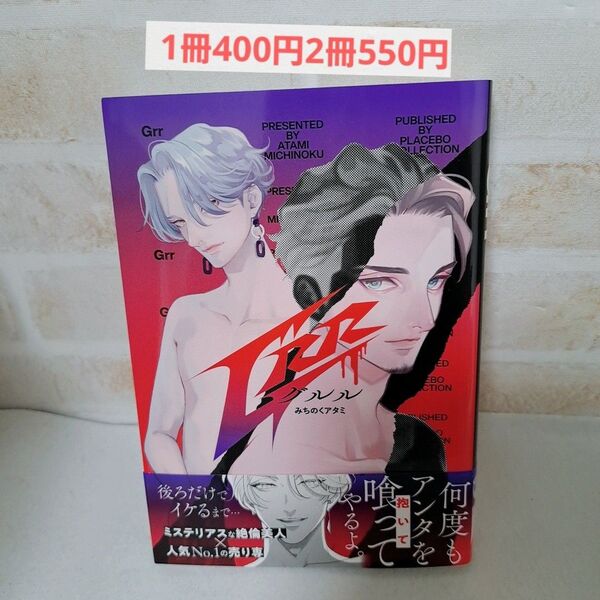 1冊400円2冊550円
Grr
PRESENTED
BY
ATAMI
MICHINOKU
PUBLISHED
BY
PLACEBO
COLLECTION
Grr
Grr
グルル
みちのくアタミ
何度も
アンタを
抱いて
喰って
やるよ。
後ろだけで
イケるまで…
ミステリアスな絶倫美人
×
人気No.1の売り専